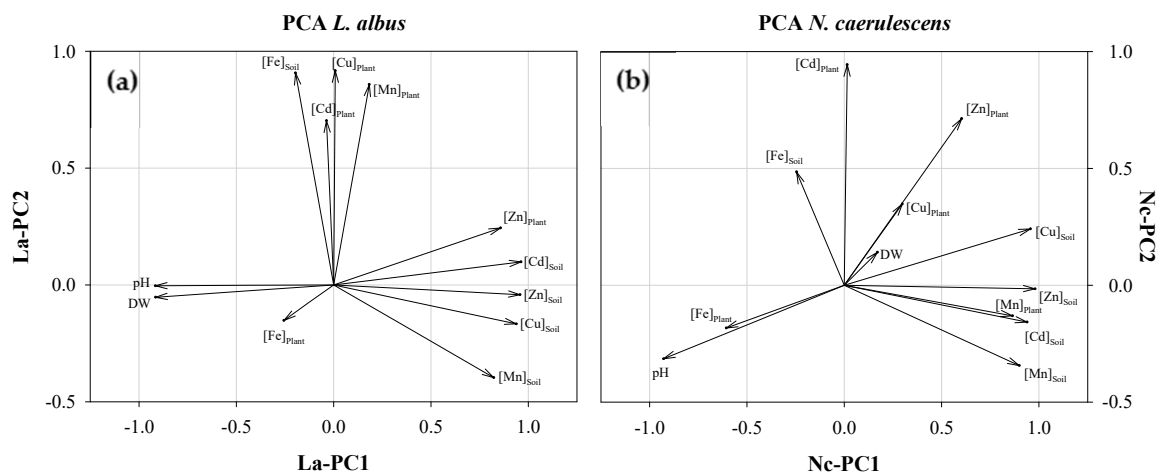 PCA L. albus
PCA N. caerulescens
(a)
(b)
1.0
0.5
0.0
-0.5
La-PC2
[Fe]Soil
[Cu]Plant
[Mn]Plant
[Cd]Plant
[Zn]Plant
[Cd]Soil
[Zn]Soil
[Cu]Soil
[Mn]Soil
pH
DW
[Fe]Plant
-1.0 -0.5 0.0 0.5 1.0
La-PC1
[Cd]Plant
[Zn]Plant
[Fe]Soil
[Cu]Plant
[Cu]Soil
DW
[Zn]Soil
[Mn]Plant
[Cd]Soil
[Fe]Plant
pH
[Mn]Soil
-1.0 -0.5 0.0 0.5 1.0
Nc-PC1
1.0
0.5
0.0
-0.5
Nc-PC2